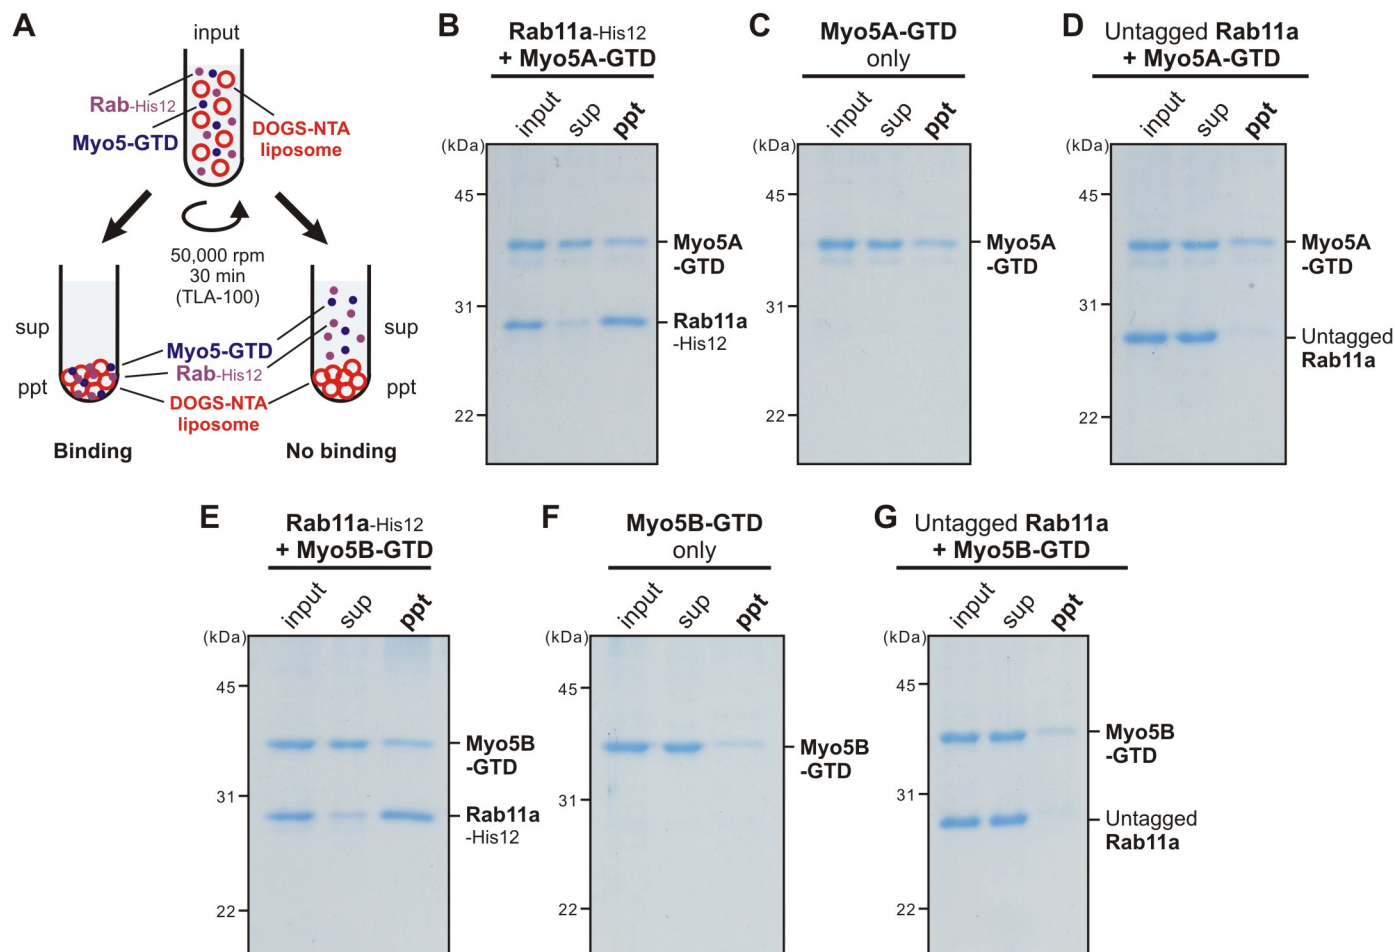 A
input
Rab-His12
Myo5-GTD
DOGS-NTA
liposome
50,000 rpm
30 min
(TLA-100)
sup
ppt
Myo5-GTD
Rab-His12
DOGS-NTA
liposome
sup
ppt
Binding
No binding
B
Rab11a-His12
+ Myo5A-GTD
input
sup
ppt
(kDa)
45
31
22
Myo5A
-GTD
Rab11a
-His12
C
Myo5A-GTD
only
input
sup
ppt
(kDa)
45
31
22
Myo5A
-GTD
D
Untagged Rab11a
+ Myo5A-GTD
input
sup
ppt
(kDa)
45
31
22
Myo5A
-GTD
Untagged
Rab11a
E
Rab11a-His12
+ Myo5B-GTD
input
sup
ppt
(kDa)
45
31
22
Myo5B
-GTD
Rab11a
-His12
F
Myo5B-GTD
only
input
sup
ppt
(kDa)
45
31
22
Myo5B
-GTD
G
Untagged Rab11a
+ Myo5B-GTD
input
sup
ppt
(kDa)
45
31
22
Myo5B
-GTD
Untagged
Rab11a